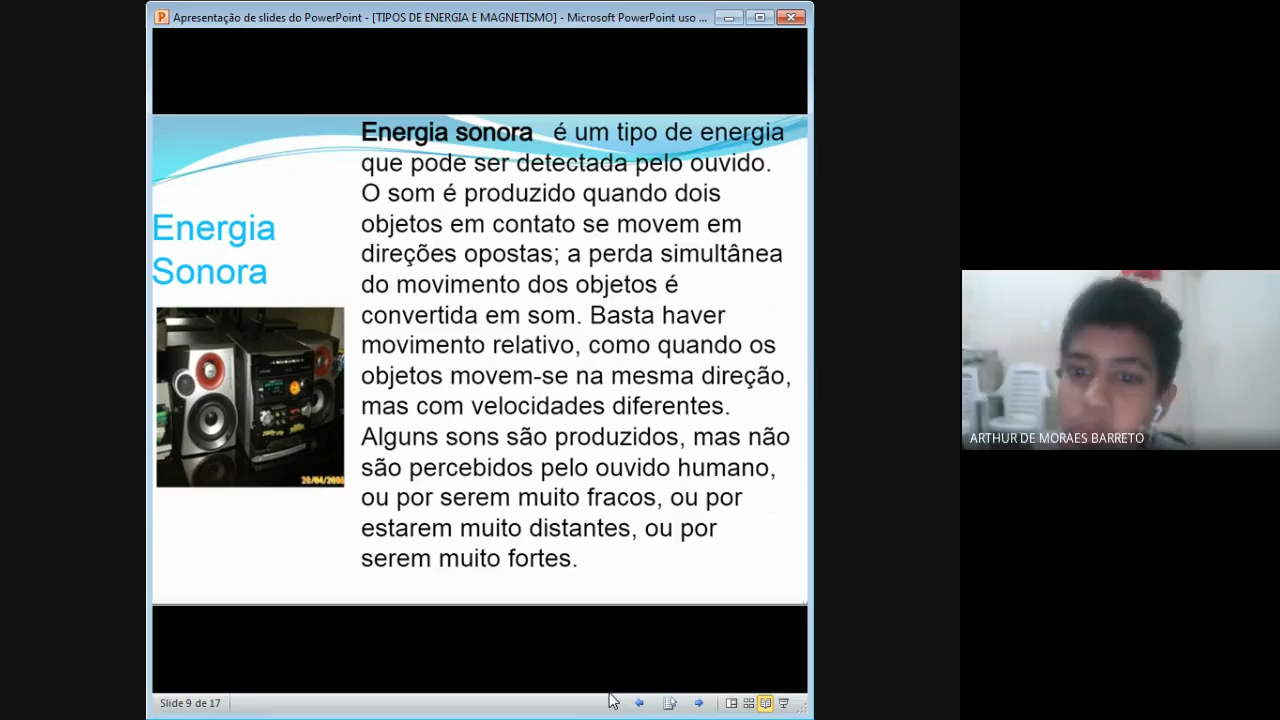 Apresentação de slides do PowerPoint - [TIPOS DE ENERGIA E MAGNETISMO] - Microsoft PowerPoint uso ...
Energia
Sonora
20/04/200
Energia sonora é um tipo de energia
que pode ser detectada pelo ouvido.
O som é produzido quando dois
objetos em contato se movem em
direções opostas; a perda simultânea
do movimento dos objetos é
convertida em som. Basta haver
movimento relativo, como quando os
objetos movem-se na mesma direção,
mas com velocidades diferentes.
Alguns sons são produzidos, mas não
são percebidos pelo ouvido humano,
ou por serem muito fracos, ou por
estarem muito distantes, ou por
serem muito fortes.
ARTHUR DE MORAES BARRETO
Slide 9 de 17